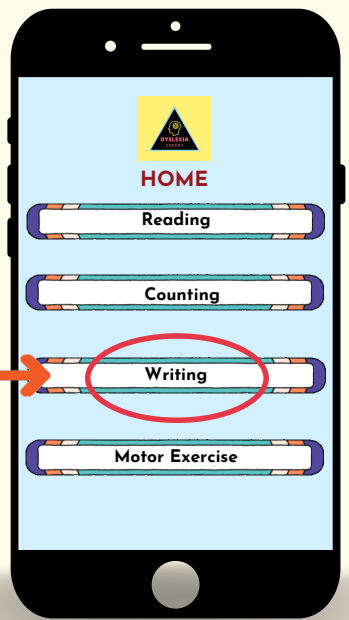 DYSLEXIA
EXPERT
HOME
Reading
Counting
Writing
Motor Exercise